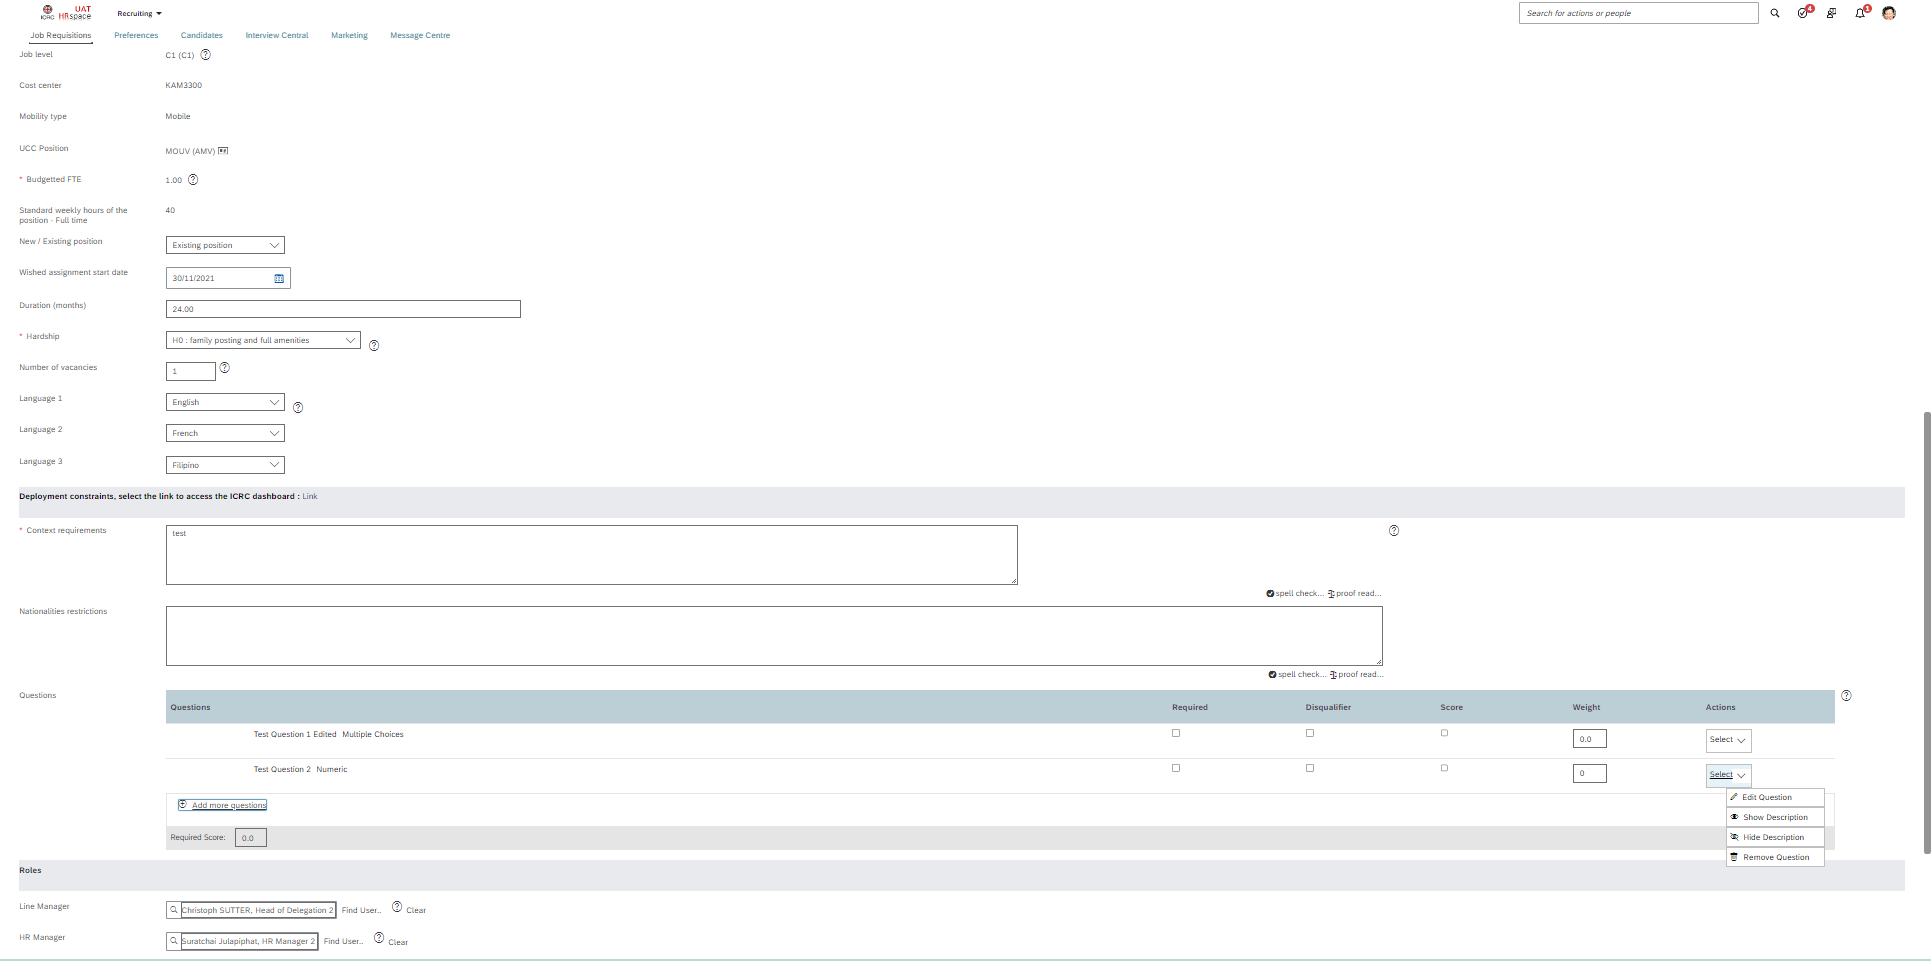 ICRC UAT HRspace Recruiting Search for actions or people 4 1
Job Requisitions Preferences Candidates Interview Central Marketing Message Centre
Job level C1 (C1) ?
Cost center KAM3300
Mobility type Mobile
UCC Position MOUV (AMV)
* Budgetted FTE 1.00 ?
Standard weekly hours of the
position - Full time 40
New / Existing position Existing position
Wished assignment start date 30/11/2021
Duration (months) 24.00
* Hardship H0 : family posting and full amenities ?
Number of vacancies 1 ?
Language 1 English ?
Language 2 French
Language 3 Filipino
Deployment constraints, select the link to access the ICRC dashboard : Link
* Context requirements test ?
spell check... proof read...
Nationalities restrictions
spell check... proof read...
Questions ?
Questions Required Disqualifier Score Weight Actions
Test Question 1 Edited Multiple Choices 0.0 Select
Test Question 2 Numeric 0 Select
Edit Question
Show Description
Hide Description
Remove Question
Add more questions
Required Score: 0.0
Roles
Line Manager Christoph SUTTER, Head of Delegation 2 Find User.. ? Clear
HR Manager Suratchai Julapiphat, HR Manager 2 Find User.. ? Clear